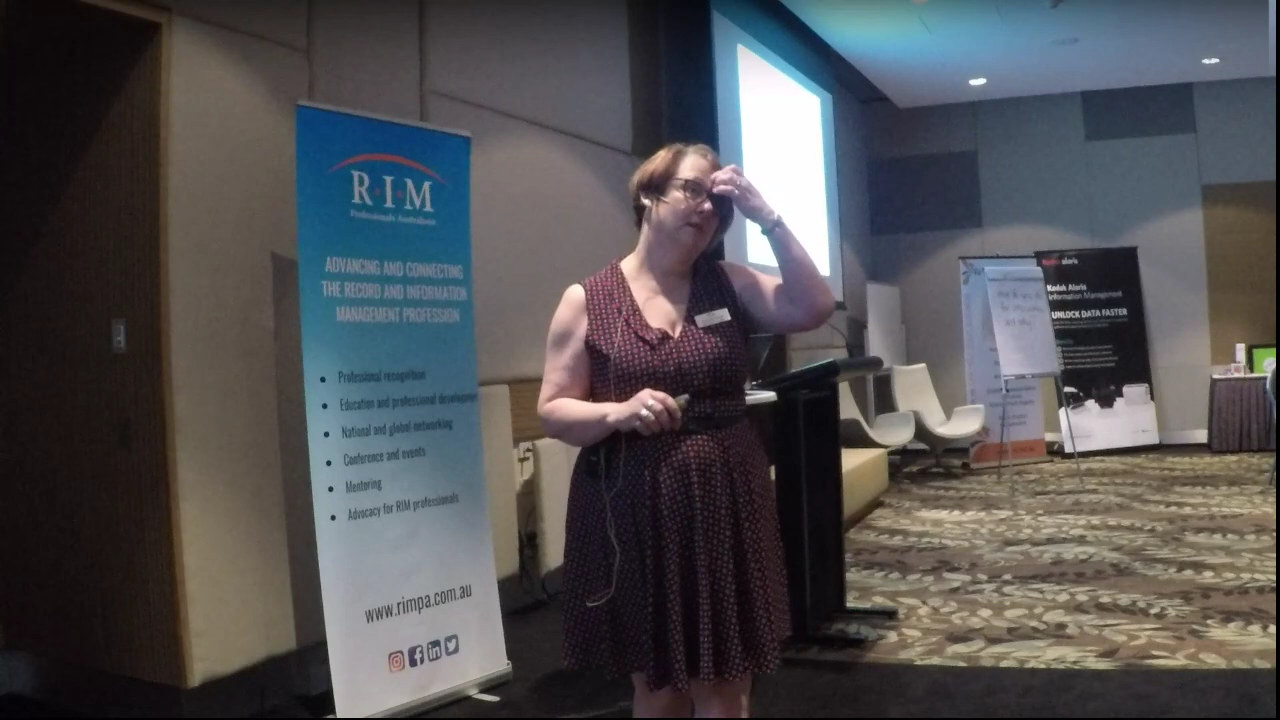 R·I·M
Professionals Australasia
ADVANCING AND CONNECTING
THE RECORD AND INFORMATION
MANAGEMENT PROFESSION
• Professional recognition
• Education and professional development
• National and global networking
• Conference and events
• Mentoring
• Advocacy for RIM professionals
www.rimpa.com.au
Kodak alaris
Kodak Alaris
Information Management
UNLOCK DATA FASTER